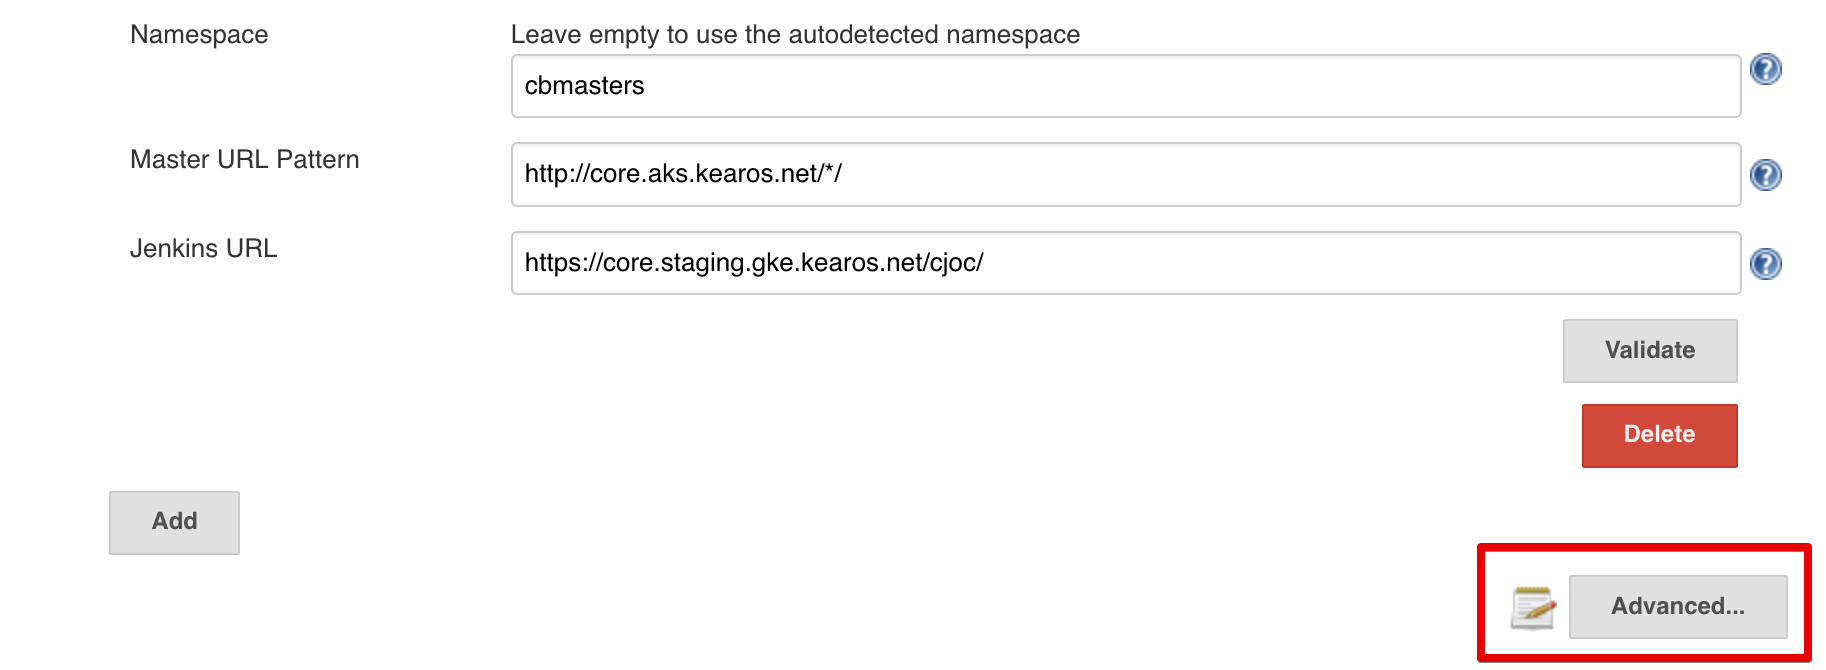 Namespace
Leave empty to use the autodetected namespace
cbmasters
Master URL Pattern
http://core.aks.kearos.net/*/
Jenkins URL
https://core.staging.gke.kearos.net/cjoc/
Validate
Delete
Add
Advanced...